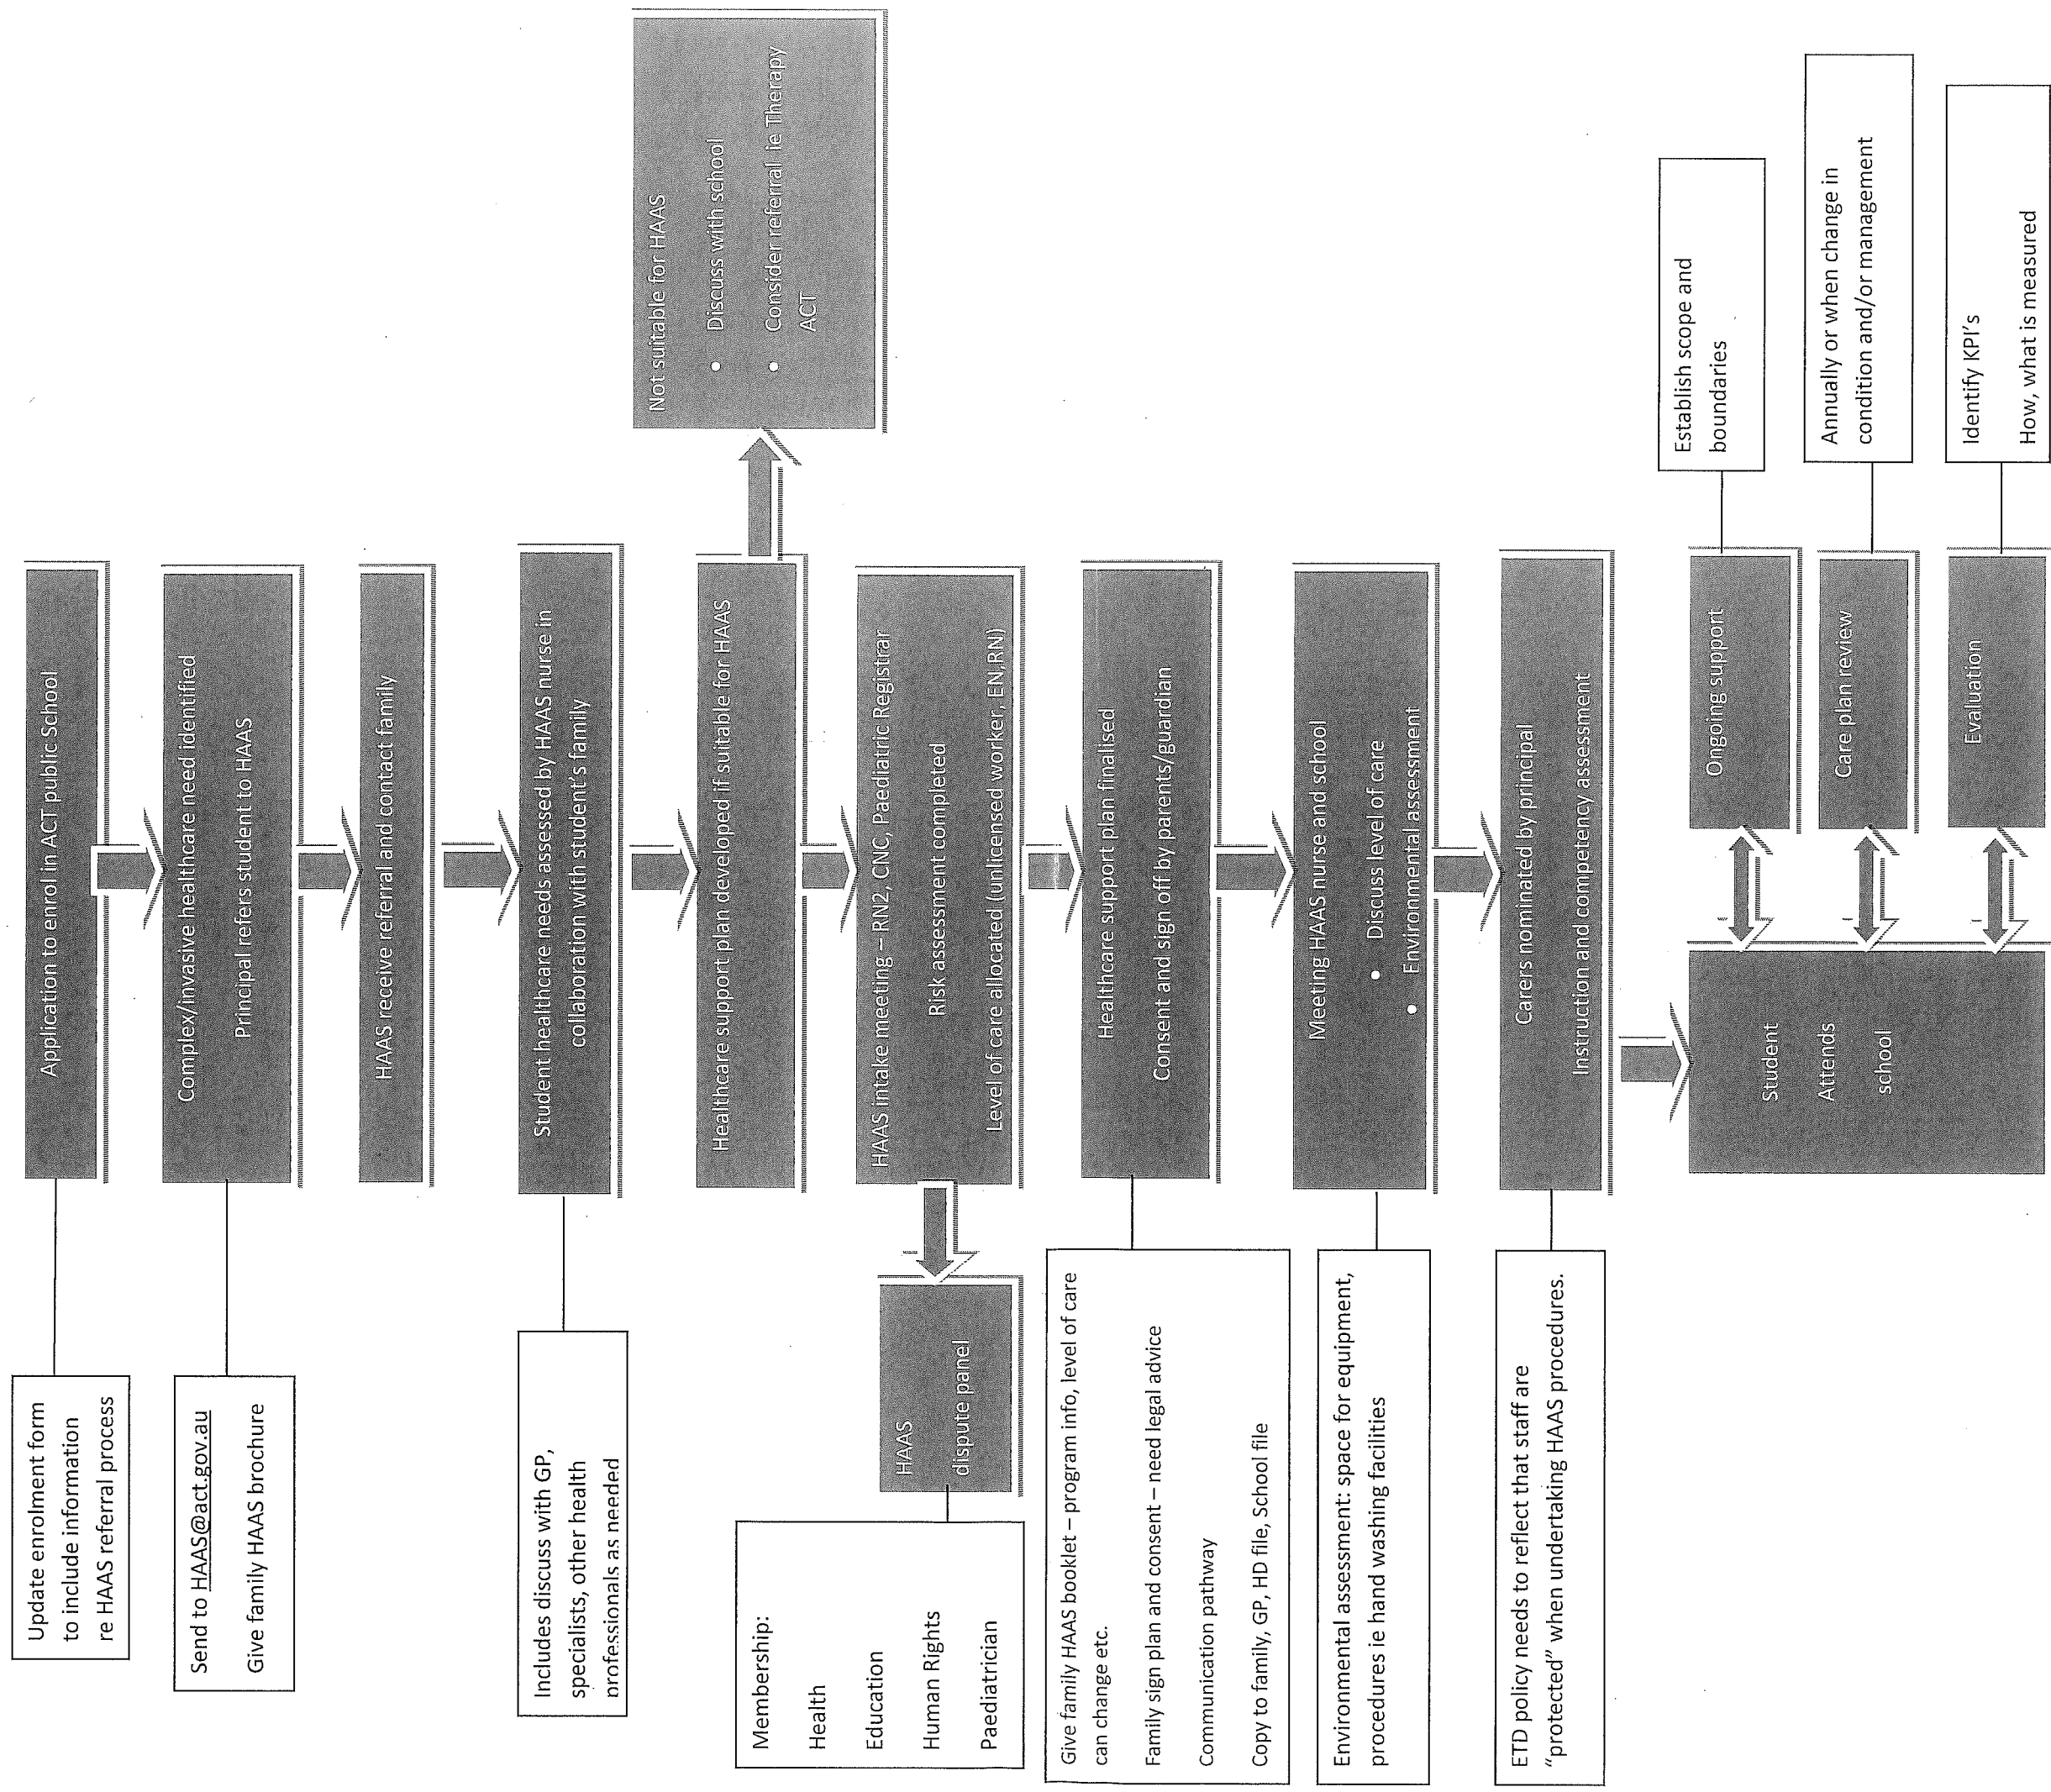 Update enrolment form
to include information
re HAAS referral process
Application to enrol in ACT public School
Send to HAAS@act.gov.au
Give family HAAS brochure
Complex/invasive healthcare need identified
Principal refers student to HAAS
HAAS receive referral and contact family
Includes discuss with GP,
specialists, other health
professionals as needed
Student healthcare needs assessed by HAAS nurse in
collaboration with student's family
Healthcare support plan developed if suitable for HAAS
Not suitable for HAAS
• Discuss with school
• Consider referral ie Therapy
ACT
Membership:
Health
Education
Human Rights
Paediatrician
HAAS
dispute panel
HAAS intake meeting – RN2, CNC, Paediatric Registrar
Risk assessment completed
Level of care allocated (unlicensed worker, EN,RN)
Give family HAAS booklet – program info, level of care
can change etc.
Family sign plan and consent – need legal advice
Communication pathway
Copy to family, GP, HD file, School file
Healthcare support plan finalised
Consent and sign off by parents/guardian
Environmental assessment: space for equipment,
procedures ie hand washing facilities
Meeting HAAS nurse and school
• Discuss level of care
• Environmental assessment
ETD policy needs to reflect that staff are
"protected" when undertaking HAAS procedures.
Carers nominated by principal
Instruction and competency assessment
Student
Attends
school
Ongoing support
Establish scope and
boundaries
Care plan review
Annually or when change in
condition and/or management
Evaluation
Identify KPI's
How, what is measured